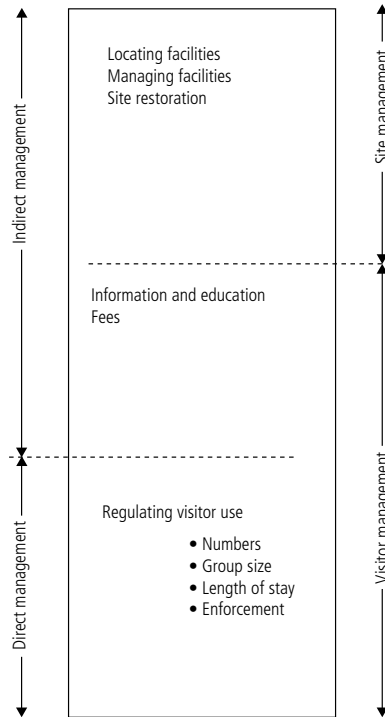 Locating facilities
Managing facilities
Site restoration
Indirect management
Site management
Information and education
Fees
Regulating visitor use
• Numbers
• Group size
• Length of stay
• Enforcement
Direct management
Visitor management